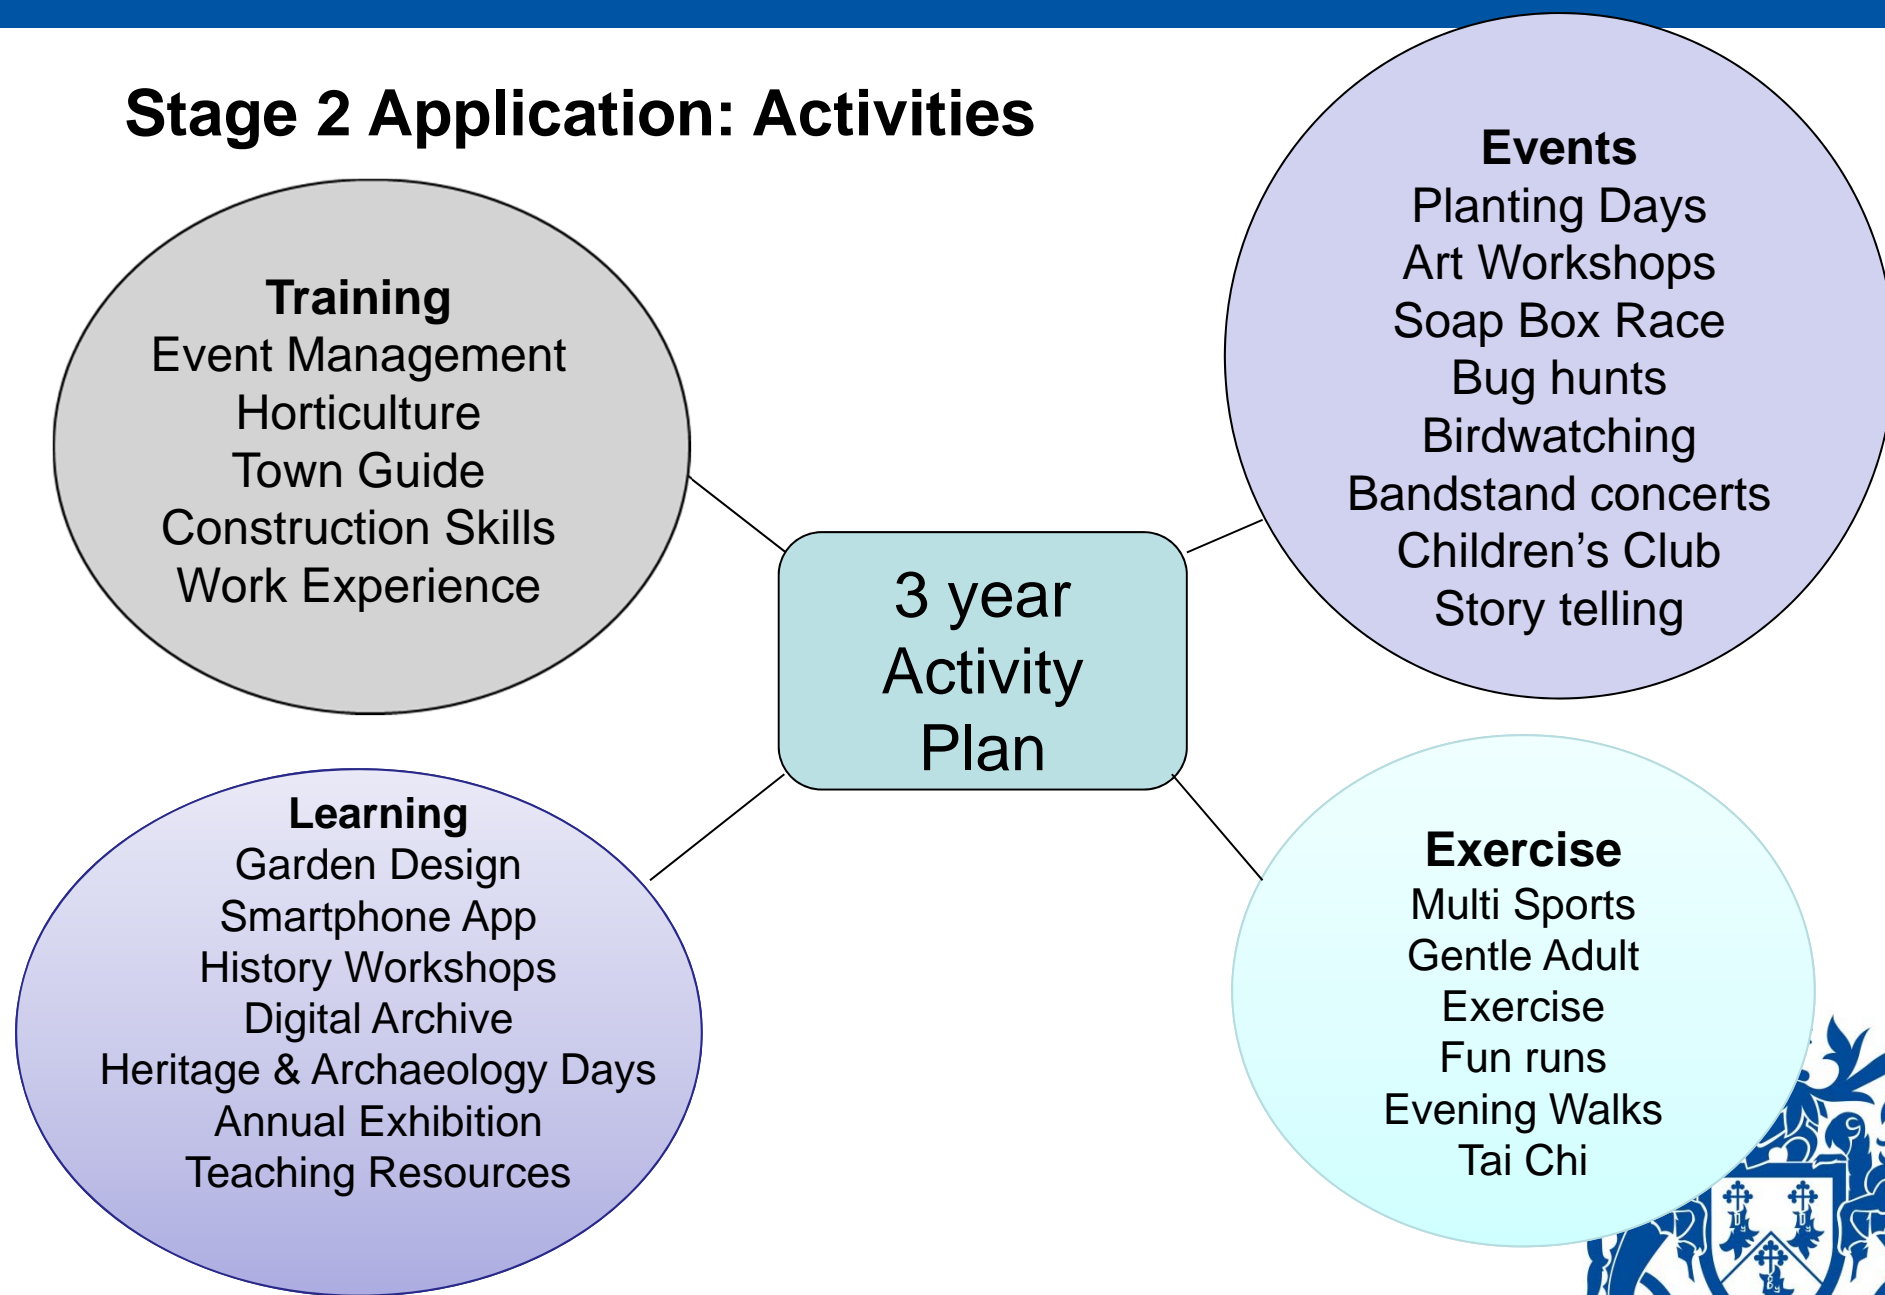 Stage 2 Application: Activities
Training
Event Management
Horticulture
Town Guide
Construction Skills
Work Experience
Events
Planting Days
Art Workshops
Soap Box Race
Bug hunts
Birdwatching
Bandstand concerts
Children’s Club
Story telling
3 year
Activity
Plan
Learning
Garden Design
Smartphone App
History Workshops
Digital Archive
Heritage & Archaeology Days
Annual Exhibition
Teaching Resources
Exercise
Multi Sports
Gentle Adult
Exercise
Fun runs
Evening Walks
Tai Chi